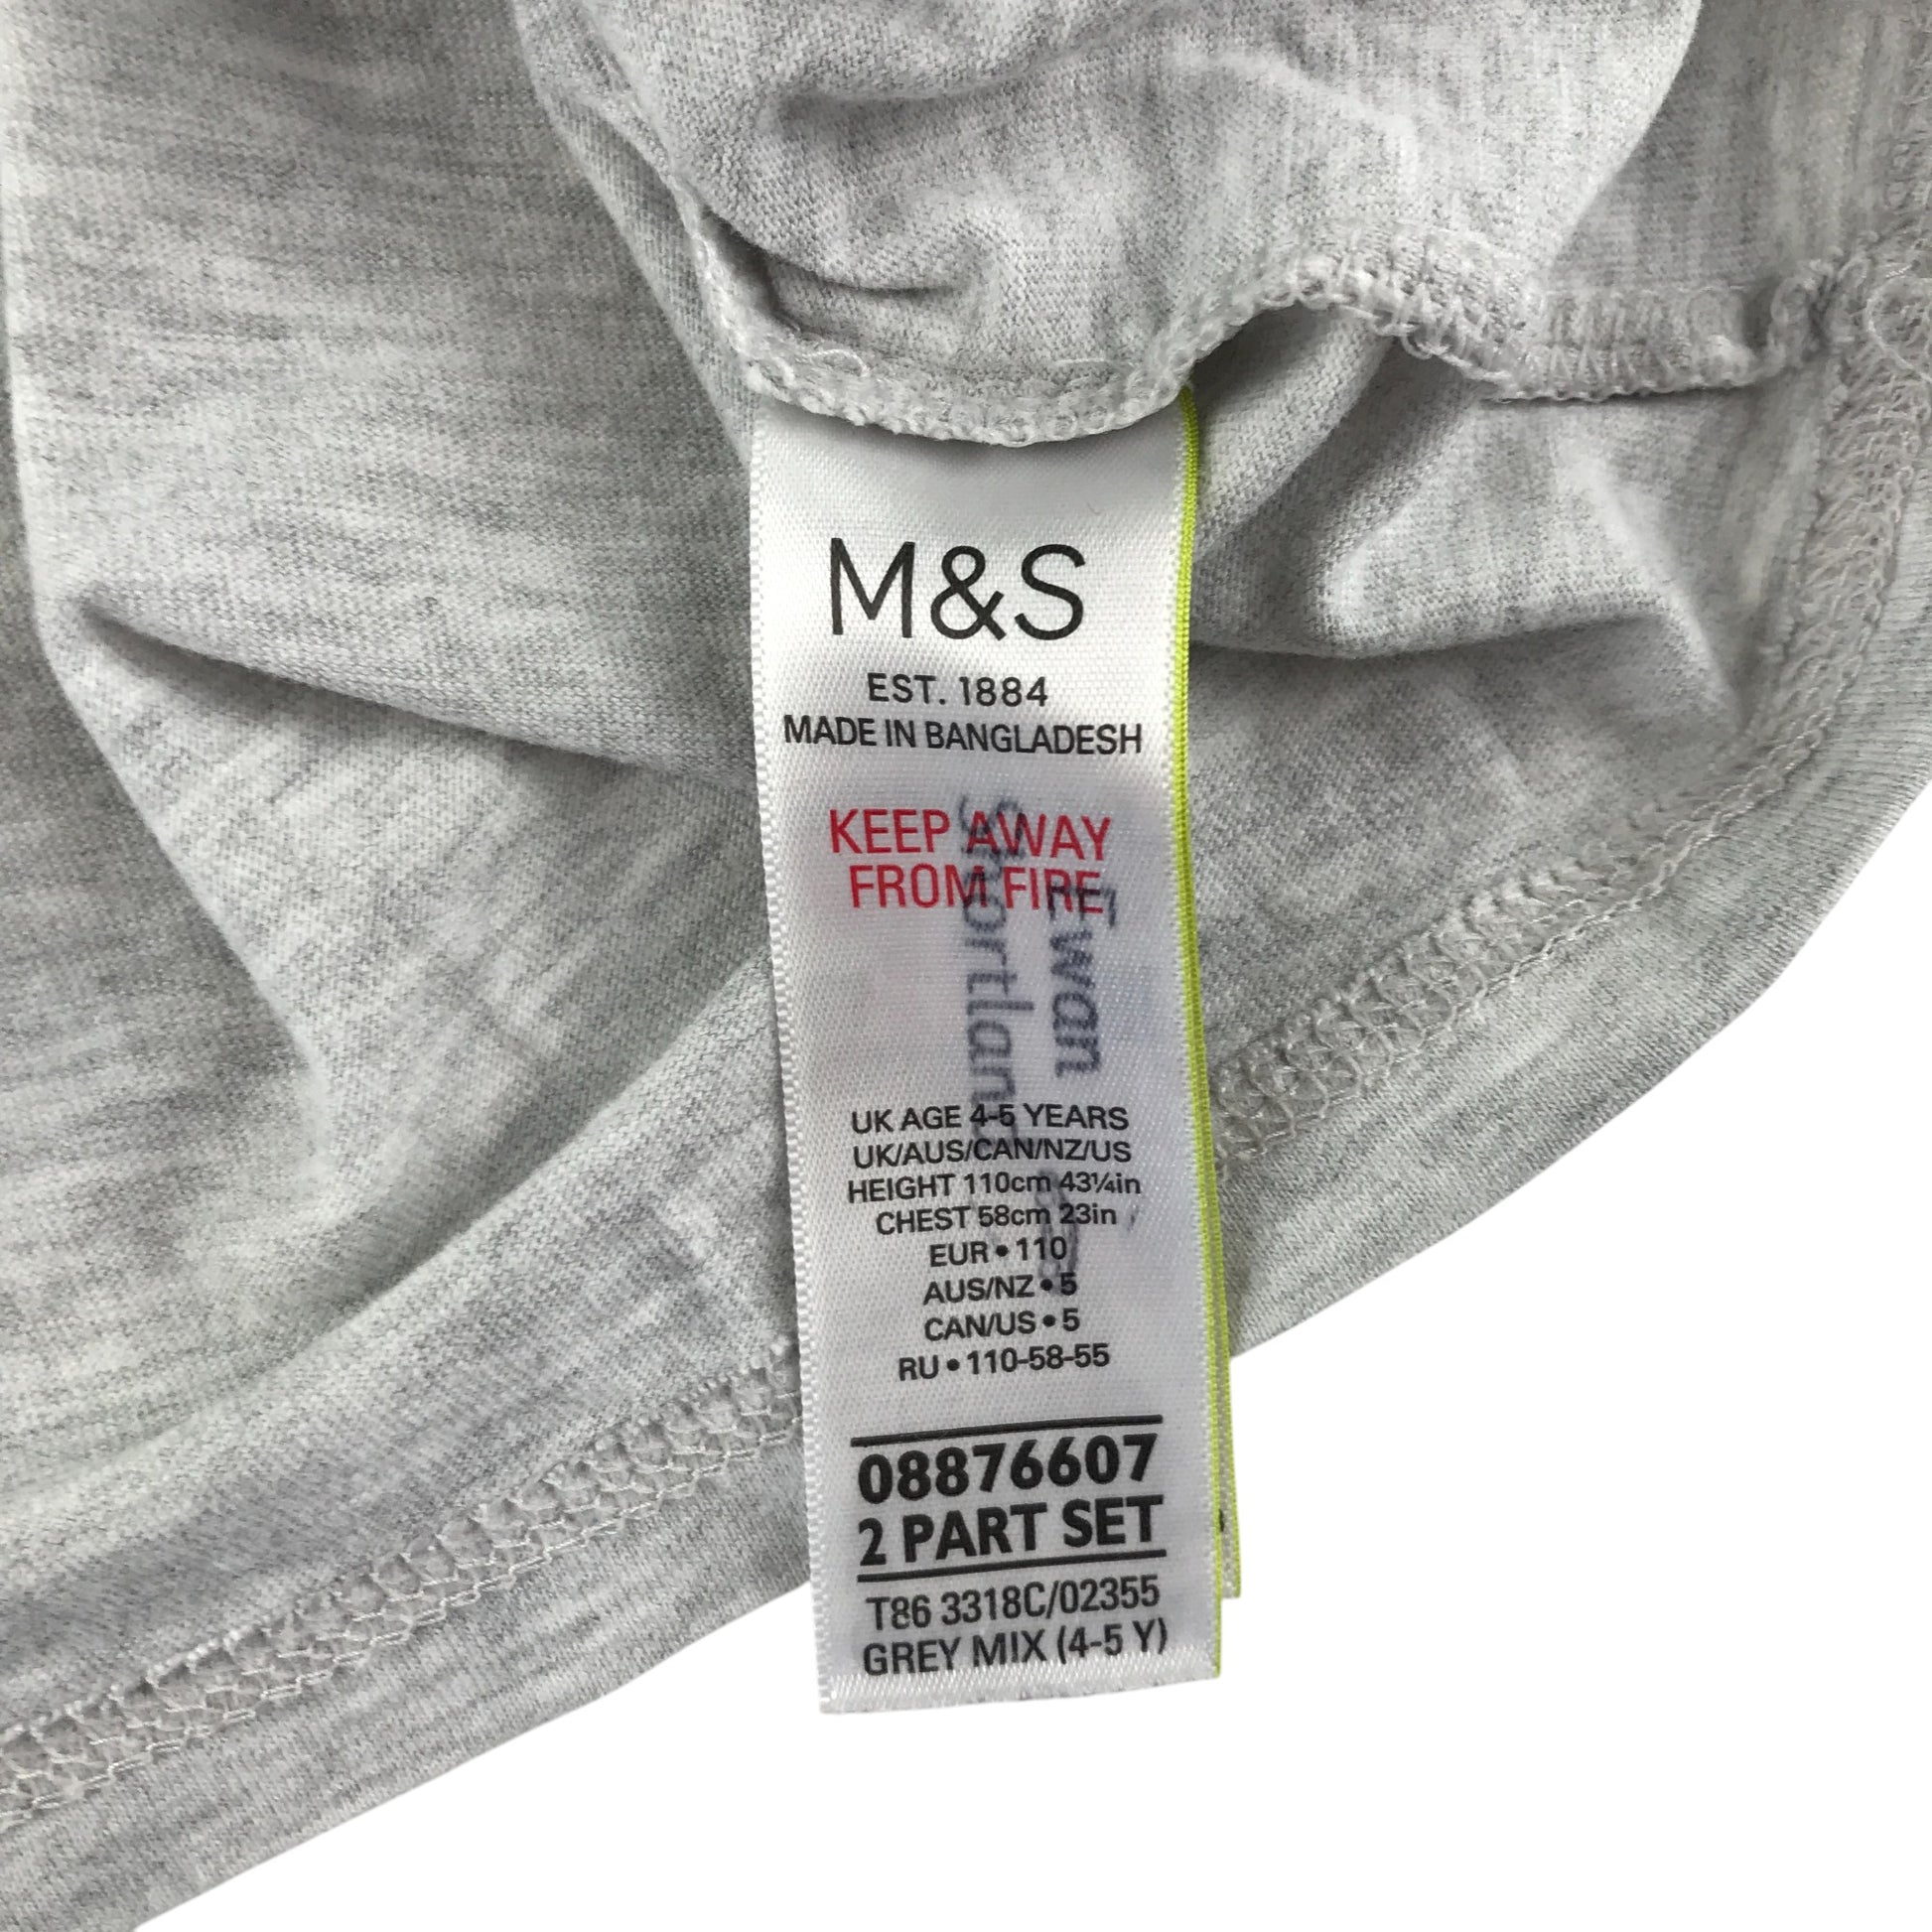 M&S
EST. 1884
MADE IN BANGLADESH
KEEP AWAY
FROM FIRE
Ewan
UK AGE 4-5 YEARS
UK/AUS/CAN/NZ/US
HEIGHT 110cm 43¼in
CHEST 58cm 23in
EUR • 110
AUS/NZ • 5
CAN/US • 5
RU • 110-58-55
08876607
2 PART SET
T86 3318C/02355
GREY MIX (4-5 Y)